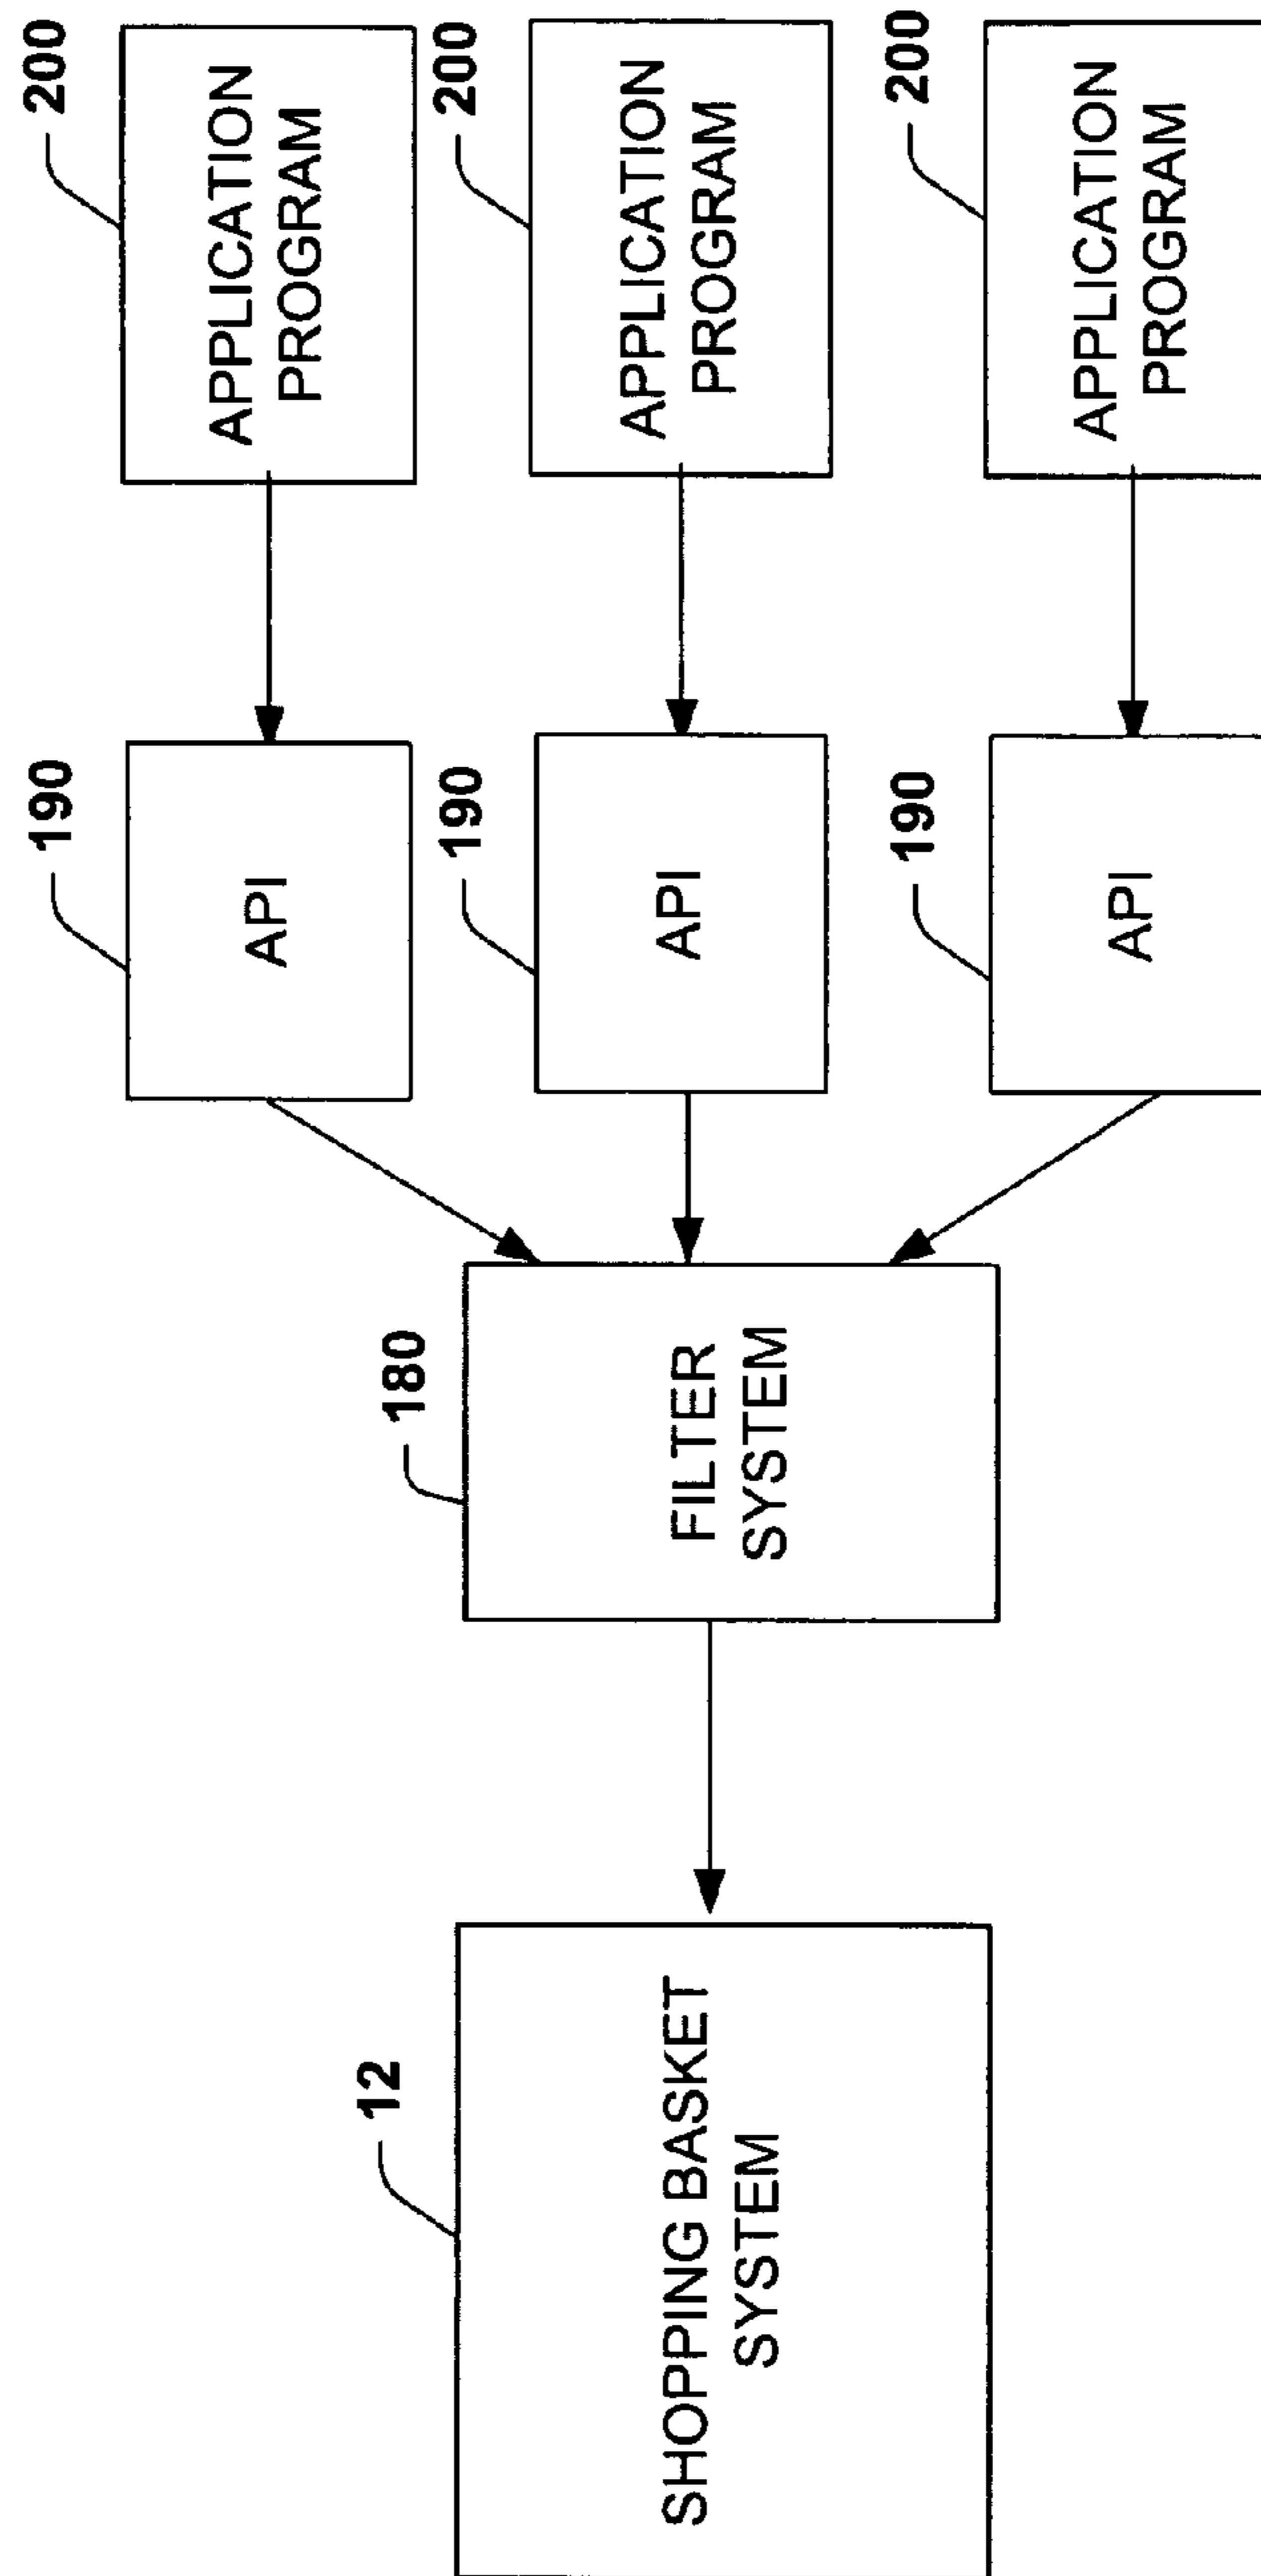 200
APPLICATION
PROGRAM
200
APPLICATION
PROGRAM
200
APPLICATION
PROGRAM
190
API
190
API
190
API
180
FILTER
SYSTEM
12
SHOPPING BASKET
SYSTEM